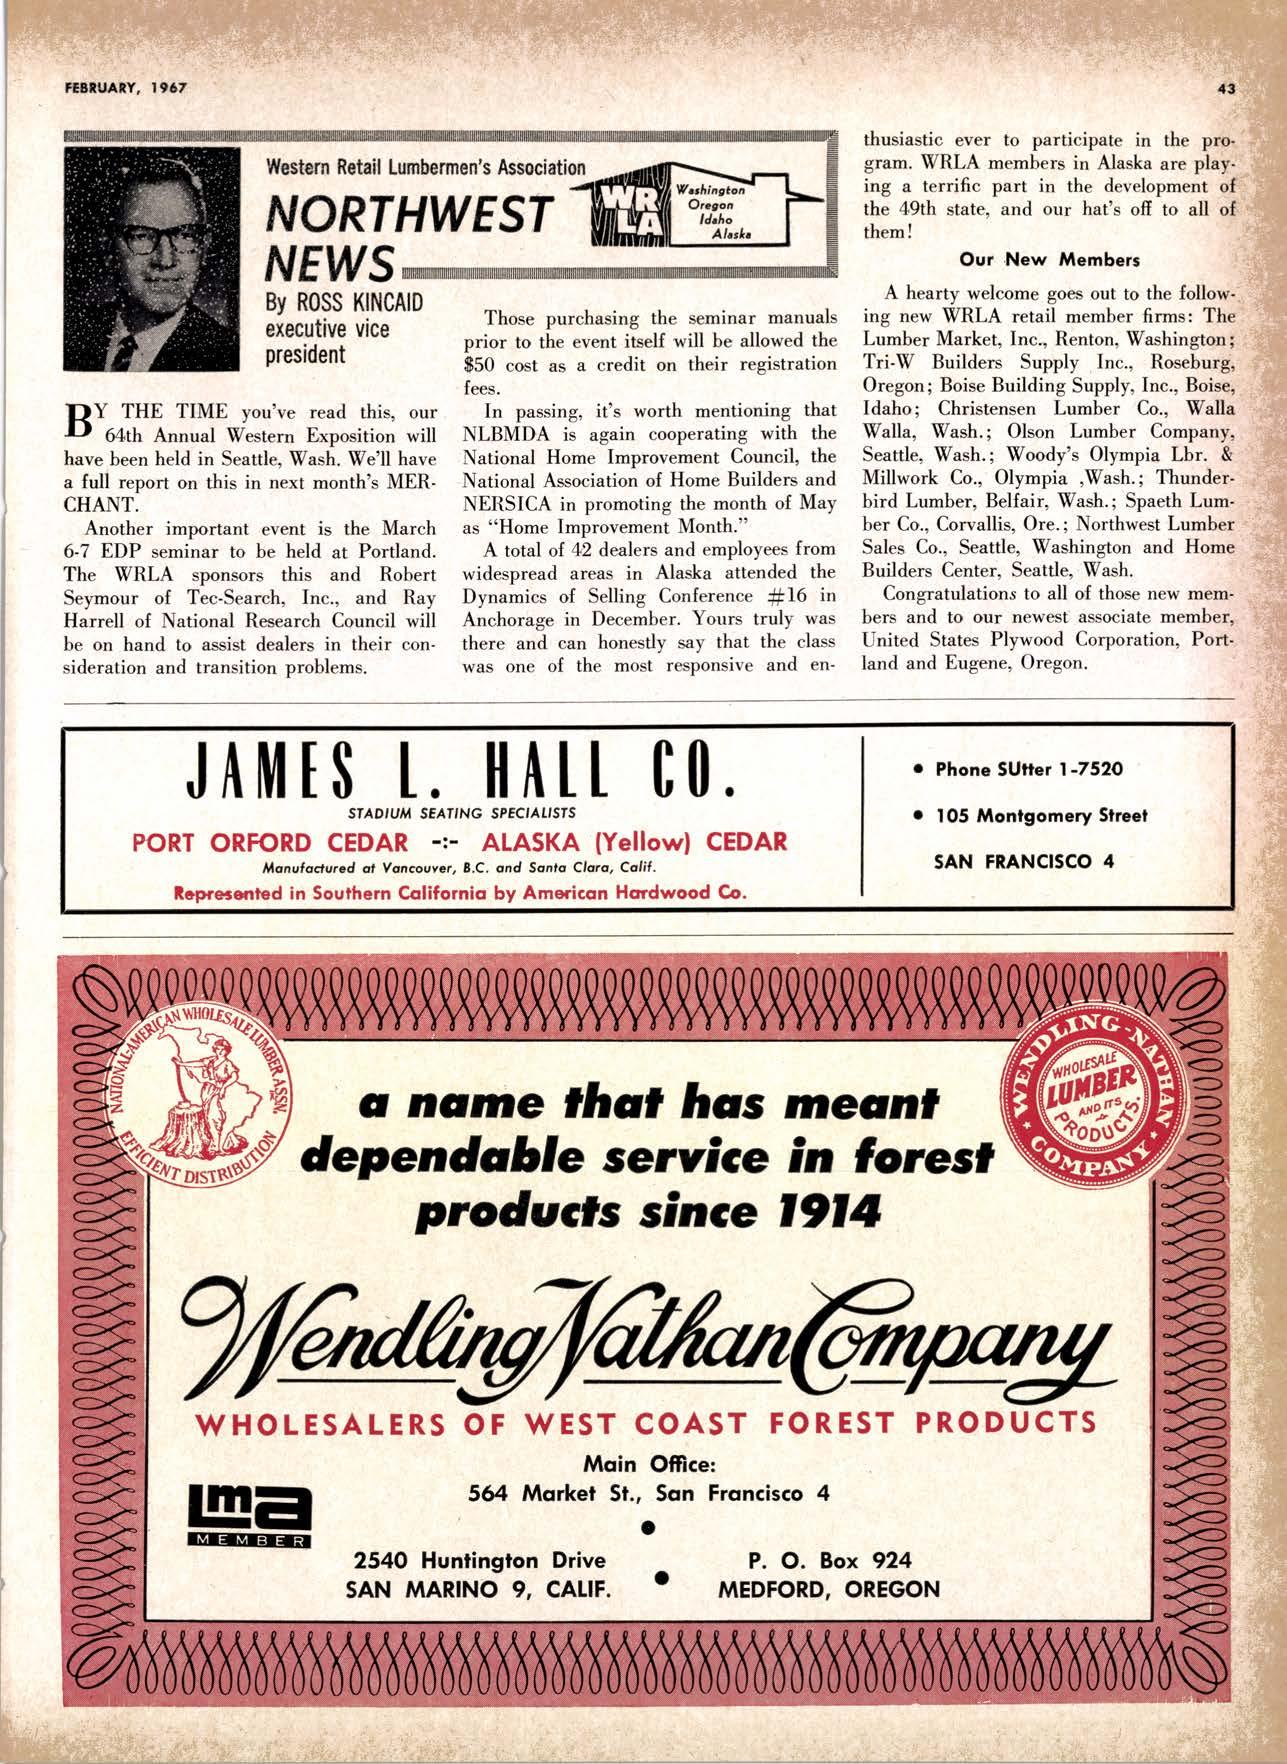 FEBRUARY, 1967
43
Western Retail Lumbermen's Association
NORTHWEST
NEWS
WR
LA
Washington
Oregon
Idaho
Alaska
By ROSS KINCAID
executive vice
president
BY THE TIME you've read this, our
64th Annual Western Exposition will
have been held in Seattle, Wash. We'll have
a full report on this in next month's MER-
CHANT.
Another important event is the March
6-7 EDP seminar to be held at Portland.
The WRLA sponsors this and Robert
Seymour of Tec-Search, Inc., and Ray
Harrell of National Research Council will
be on hand to assist dealers in their con-
sideration and transition problems.
Those purchasing the seminar manuals
prior to the event itself will be allowed the
$50 cost as a credit on their registration
fees.
In passing, it's worth mentioning that
NLBMDA is again cooperating with the
National Home Improvement Council, the
National Association of Home Builders and
NERSICA in promoting the month of May
as "Home Improvement Month."
A total of 42 dealers and employees from
widespread areas in Alaska attended the
Dynamics of Selling Conference #16 in
Anchorage in December. Yours truly was
there and can honestly say that the class
was one of the most responsive and en-
thusiastic ever to participate in the pro-
gram. WRLA members in Alaska are play-
ing a terrific part in the development of
the 49th state, and our hat's off to all of
them!
Our New Members
A hearty welcome goes out to the follow-
ing new WRLA retail member firms: The
Lumber Market, Inc., Renton, Washington;
Tri-W Builders Supply Inc., Roseburg,
Oregon; Boise Building Supply, Inc., Boise,
Idaho; Christensen Lumber Co., Walla
Walla, Wash.; Olson Lumber Company,
Seattle, Wash.; Woody's Olympia Lbr. &
Millwork Co., Olympia ,Wash.; Thunder-
bird Lumber, Belfair, Wash.; Spaeth Lum-
ber Co., Corvallis, Ore.; Northwest Lumber
Sales Co., Seattle, Washington and Home
Builders Center, Seattle, Wash.
Congratulations to all of those new mem-
bers and to our newest associate member,
United States Plywood Corporation, Port-
land and Eugene, Oregon.
JAMES L. HALL CO.
STADIUM SEATING SPECIALISTS
PORT ORFORD CEDAR -:- ALASKA (Yellow) CEDAR
Manufactured at Vancouver, B.C. and Santa Clara, Calif.
Represented in Southern California by American Hardwood Co.
• Phone SUtter 1-7520
• 105 Montgomery Street
SAN FRANCISCO 4
NATIONAL-AMERICAN WHOLESALE LUMBER ASSN.
EFFICIENT DISTRIBUTION
WENDLING-NATHAN
COMPANY
WHOLESALE
LUMBER
AND ITS
PRODUCTS.
a name that has meant
dependable service in forest
products since 1914
Wendling Nathan Company
WHOLESALERS OF WEST COAST FOREST PRODUCTS
Main Office:
564 Market St., San Francisco 4
•
lma
MEMBER
2540 Huntington Drive
SAN MARINO 9, CALIF.
•
P. O. Box 924
MEDFORD, OREGON